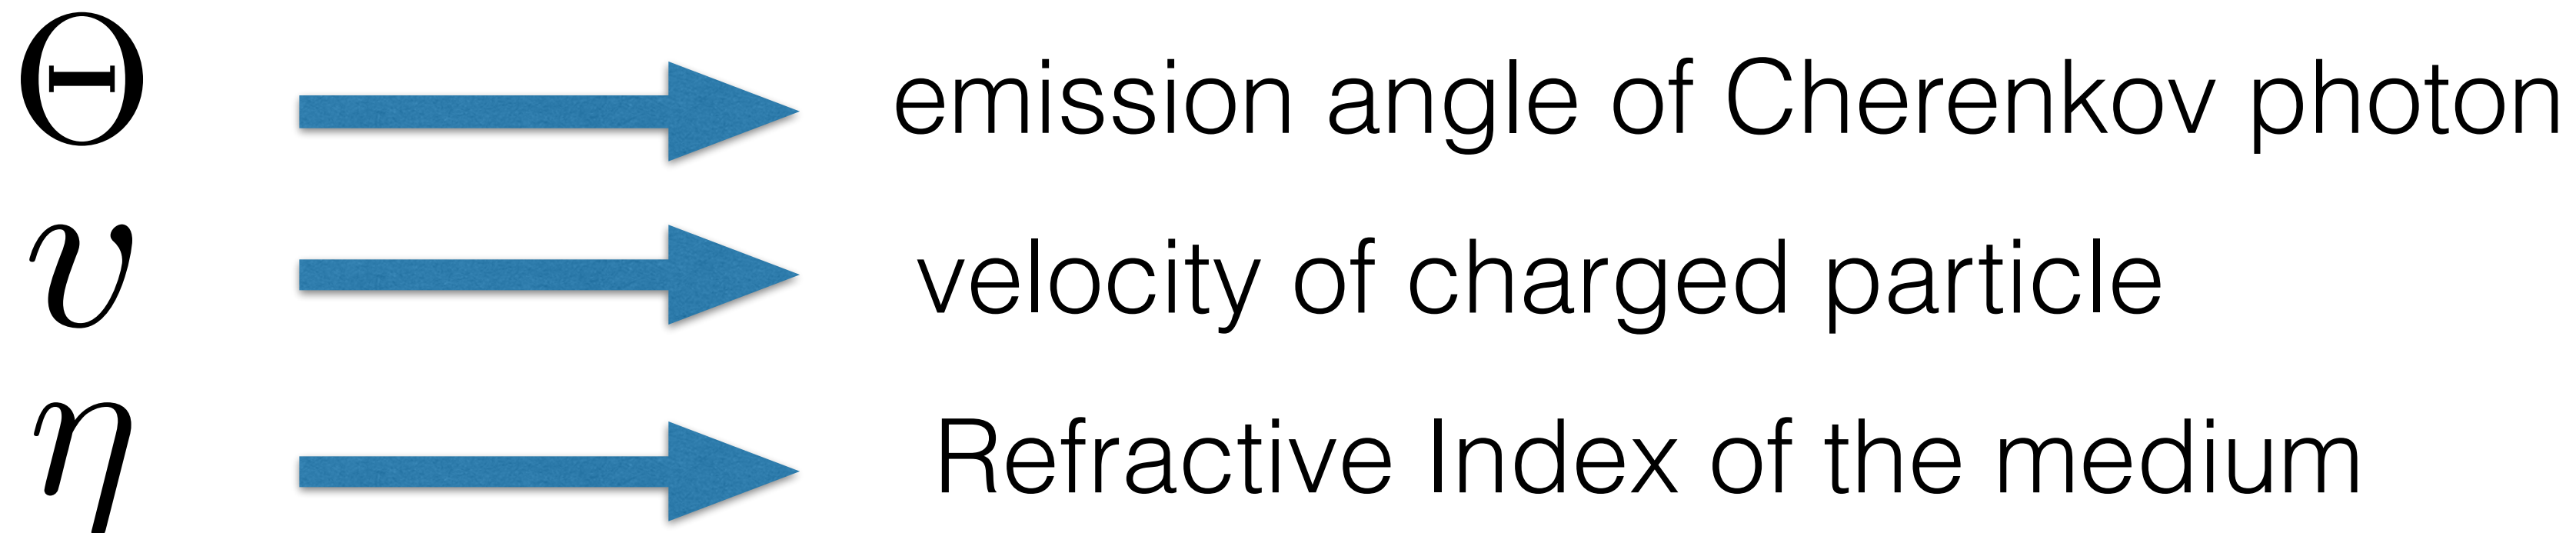 Θ emission angle of Cherenkov photon
υ velocity of charged particle
η Refractive Index of the medium